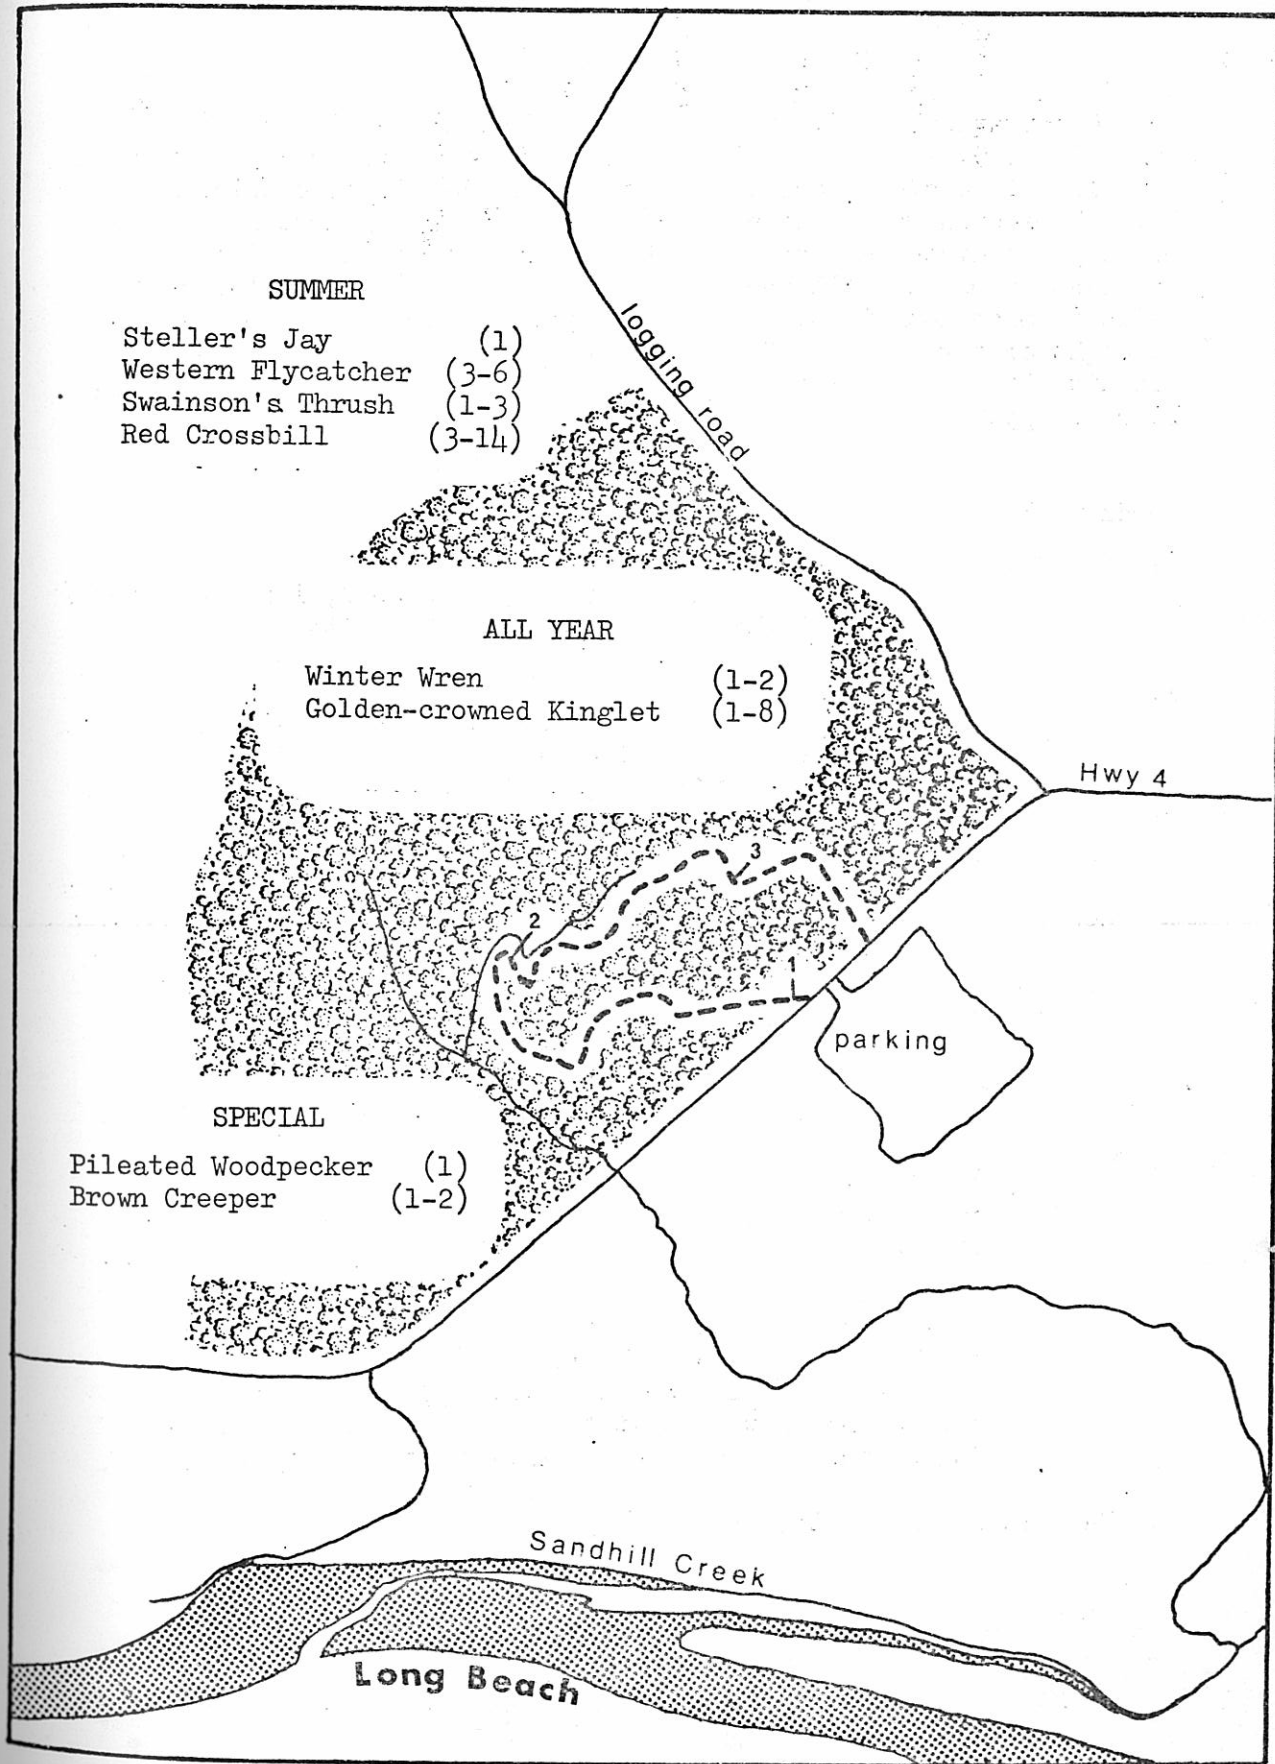 SUMMER
Steller's Jay (1)
Western Flycatcher (3-6)
Swainson's Thrush (1-3)
Red Crossbill (3-14)
logging road
ALL YEAR
Winter Wren (1-2)
Golden-crowned Kinglet (1-8)
Hwy 4
3
2
1
parking
SPECIAL
Pileated Woodpecker (1)
Brown Creeper (1-2)
Sandhill Creek
Long Beach